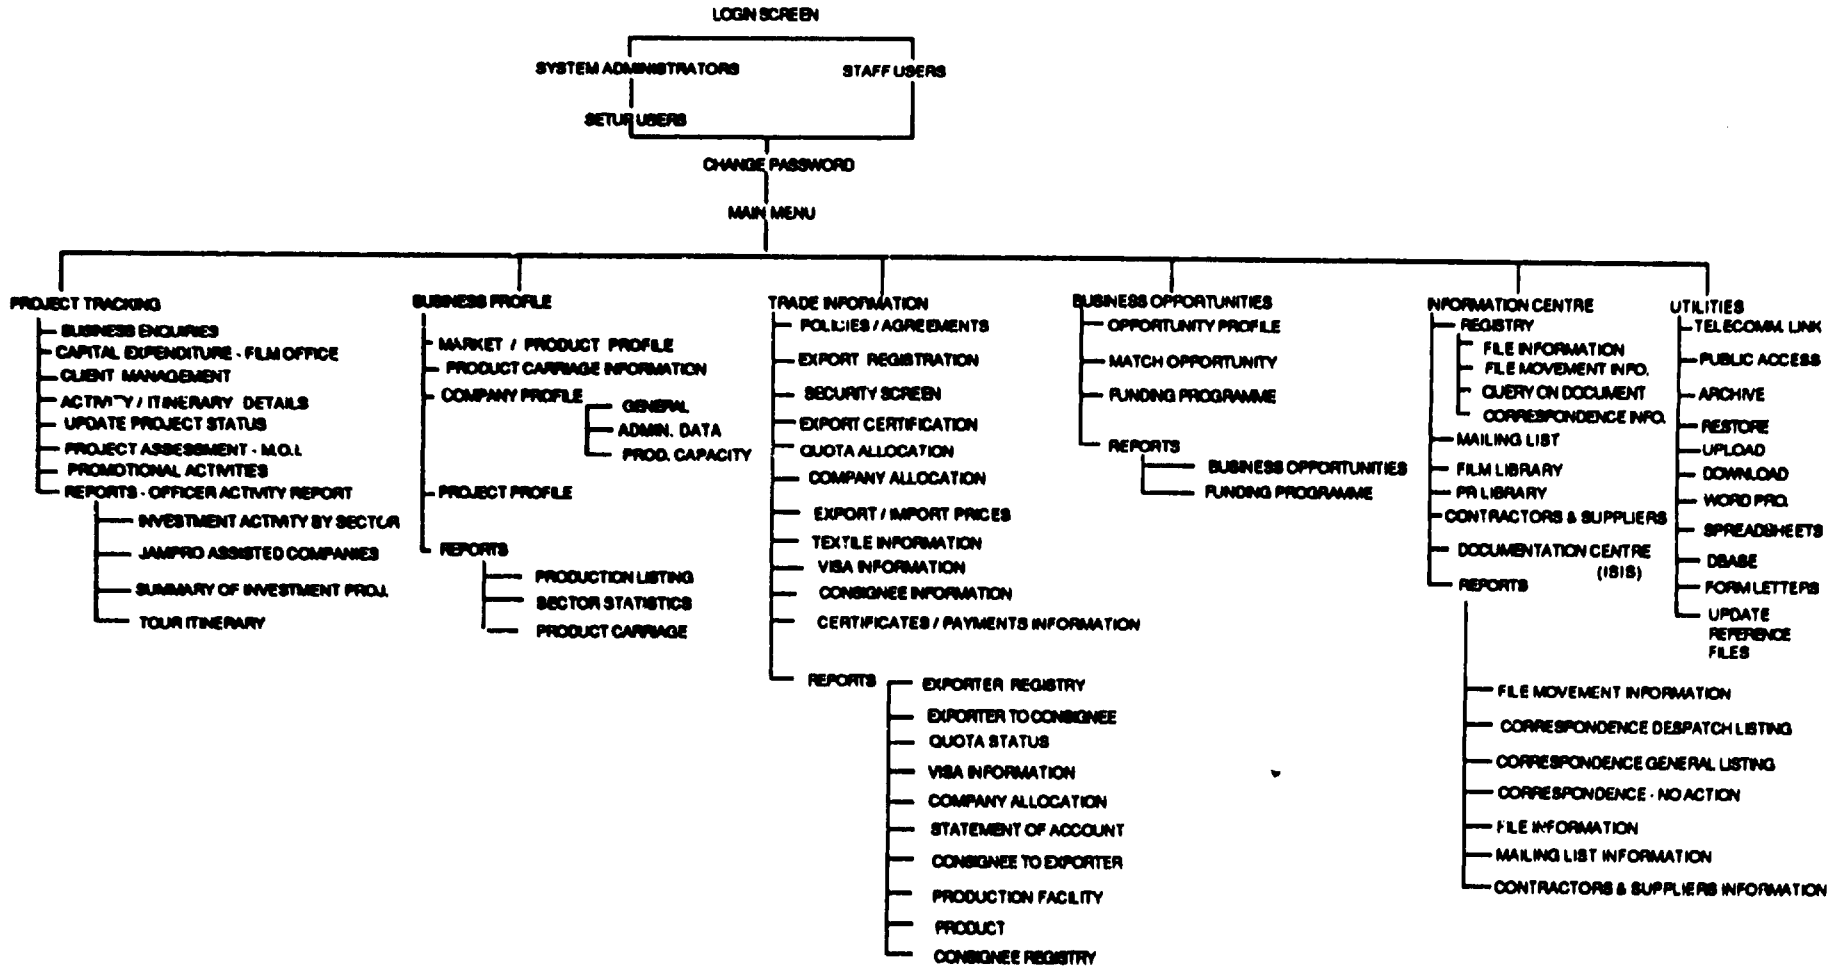 LOGIN SCREEN
SYSTEM ADMINISTRATORS
STAFF USERS
SETUP USERS
CHANGE PASSWORD
MAIN MENU
PROJECT TRACKING
BUSINESS ENQUIRIES
CAPITAL EXPENDITURE - FILM OFFICE
CLIENT MANAGEMENT
ACTIVITY / ITINERARY DETAILS
UPDATE PROJECT STATUS
PROJECT ASSESSMENT - M.O.I.
PROMOTIONAL ACTIVITIES
REPORTS - OFFICER ACTIVITY REPORT
INVESTMENT ACTIVITY BY SECTOR
JAMPRO ASSISTED COMPANIES
SUMMARY OF INVESTMENT PROJ.
TOUR ITINERARY
BUSINESS PROFILE
MARKET / PRODUCT PROFILE
PRODUCT CARRIAGE INFORMATION
COMPANY PROFILE
GENERAL
ADMIN. DATA
PROD. CAPACITY
PROJECT PROFILE
REPORTS
PRODUCTION LISTING
SECTOR STATISTICS
PRODUCT CARRIAGE
TRADE INFORMATION
POLICIES / AGREEMENTS
EXPORT REGISTRATION
SECURITY SCREEN
EXPORT CERTIFICATION
QUOTA ALLOCATION
COMPANY ALLOCATION
EXPORT / IMPORT PRICES
TEXTILE INFORMATION
VISA INFORMATION
CONSIGNEE INFORMATION
CERTIFICATES / PAYMENTS INFORMATION
REPORTS
EXPORTER REGISTRY
EXPORTER TO CONSIGNEE
QUOTA STATUS
VISA INFORMATION
COMPANY ALLOCATION
STATEMENT OF ACCOUNT
CONSIGNEE TO EXPORTER
PRODUCTION FACILITY
PRODUCT
CONSIGNEE REGISTRY
BUSINESS OPPORTUNITIES
OPPORTUNITY PROFILE
MATCH OPPORTUNITY
FUNDING PROGRAMME
REPORTS
BUSINESS OPPORTUNITIES
FUNDING PROGRAMME
INFORMATION CENTRE
REGISTRY
FILE INFORMATION
FILE MOVEMENT INFO.
QUERY ON DOCUMENT
CORRESPONDENCE INFO.
MAILING LIST
FILM LIBRARY
PR LIBRARY
CONTRACTORS & SUPPLIERS
DOCUMENTATION CENTRE
(ISIS)
REPORTS
FILE MOVEMENT INFORMATION
CORRESPONDENCE DESPATCH LISTING
CORRESPONDENCE GENERAL LISTING
CORRESPONDENCE - NO ACTION
FILE INFORMATION
MAILING LIST INFORMATION
CONTRACTORS & SUPPLIERS INFORMATION
UTILITIES
TELECOMM. LINK
PUBLIC ACCESS
ARCHIVE
RESTORE
UPLOAD
DOWNLOAD
WORD PRO.
SPREADSHEETS
DBASE
FORM LETTERS
UPDATE
REFERENCE
FILES